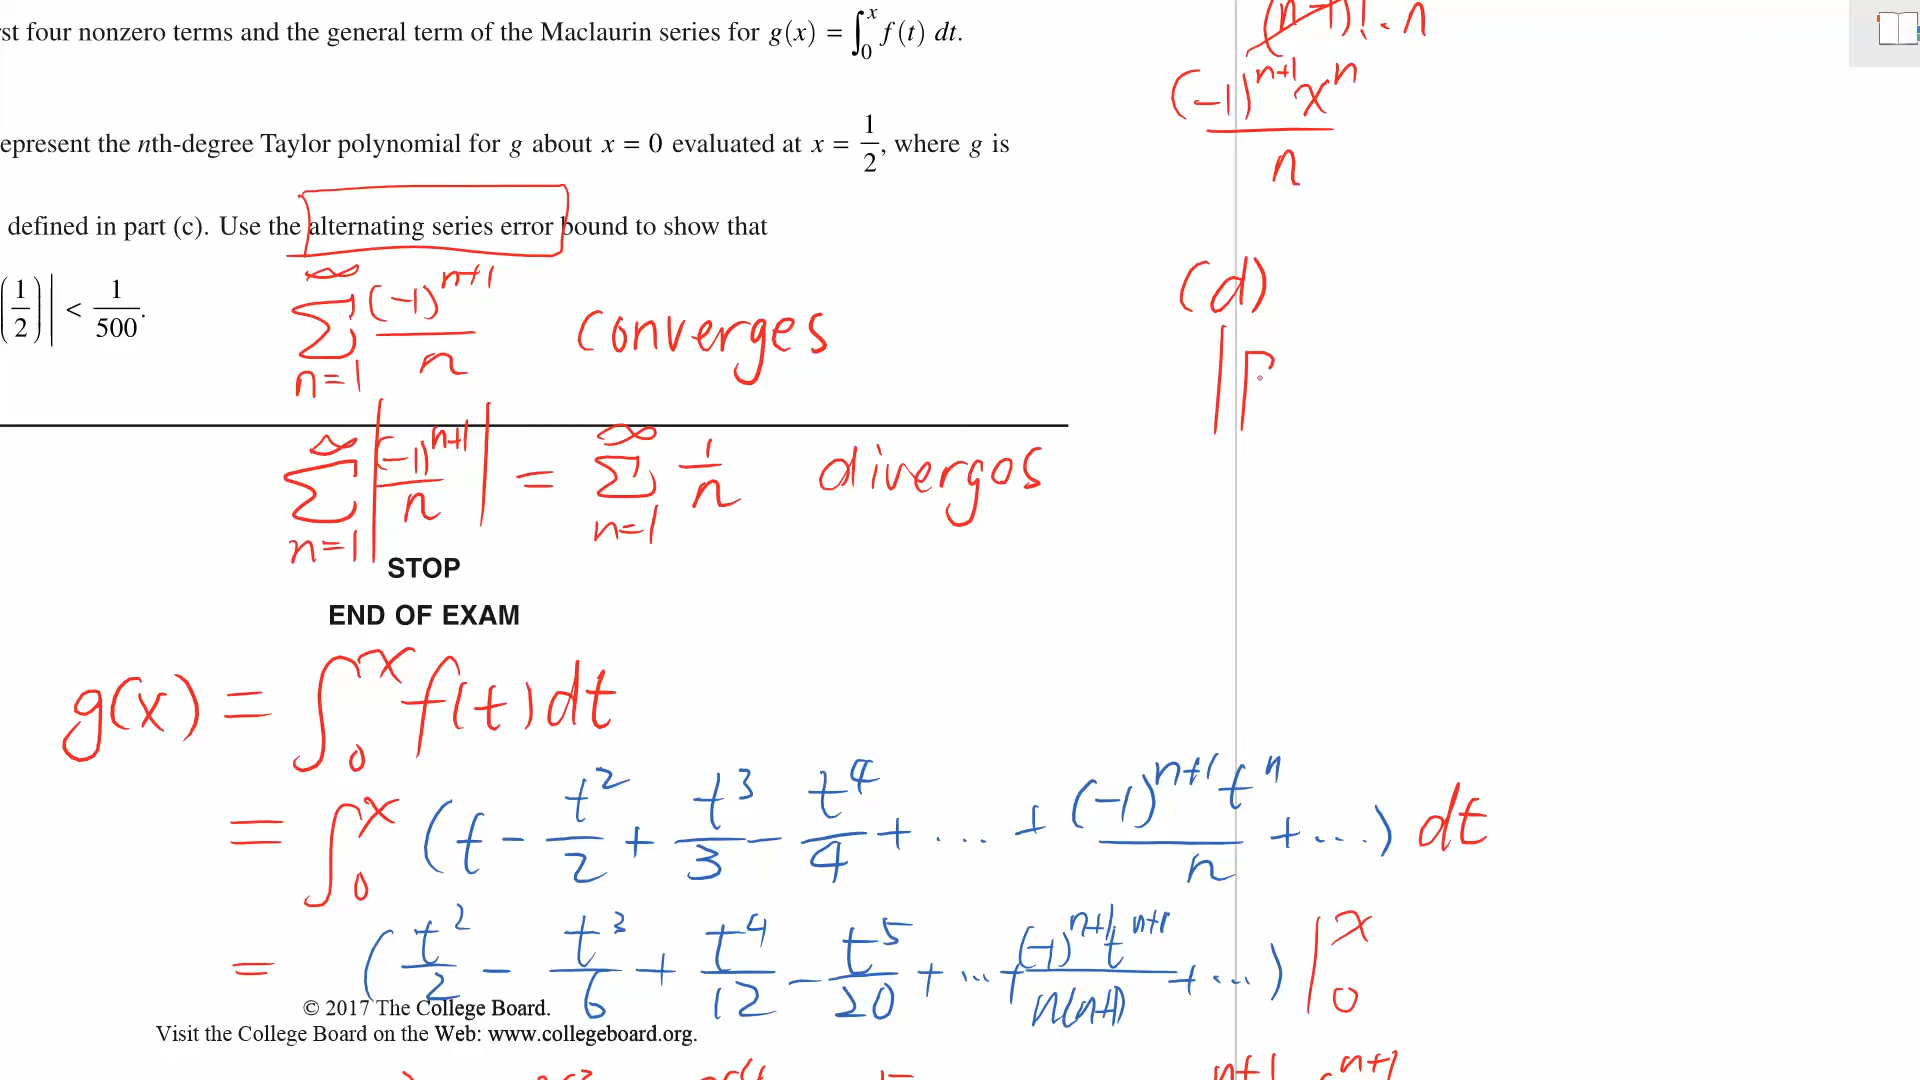 rst four nonzero terms and the general term of the Maclaurin series for g(x) = ∫₀ˣ f(t) dt.
(n-1)! · n
(-1)^{n+1} x^n / n
epresent the nth-degree Taylor polynomial for g about x = 0 evaluated at x = 1/2, where g is
defined in part (c). Use the alternating series error bound to show that
(1/2)| < 1/500.
∑_{n=1}^{∞} (-1)^{n+1} / n converges
(d)
|P
∑_{n=1}^{∞} |(-1)^{n+1} / n| = ∑_{n=1}^{∞} 1/n diverges
STOP
END OF EXAM
g(x) = ∫₀ˣ f(t) dt
= ∫₀ˣ (t - t²/2 + t³/3 - t⁴/4 + ... + (-1)^{n+1} t^n / n + ...) dt
= (t²/2 - t³/6 + t⁴/12 - t⁵/20 + ... + (-1)^{n+1} t^{n+1} / n(n+1) + ...) |₀ˣ
© 2017 The College Board.
Visit the College Board on the Web: www.collegeboard.org.